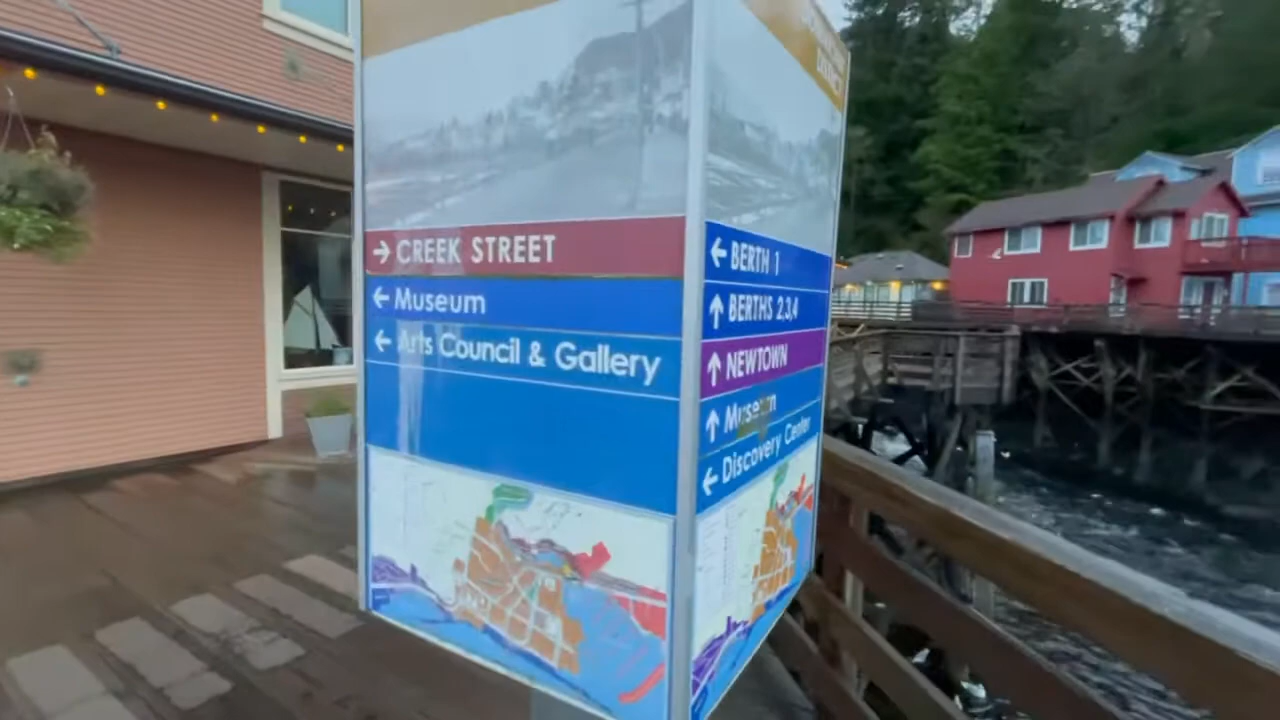 → CREEK STREET
← Museum
← Arts Council & Gallery
← BERTH 1
↑ BERTHS 2,3,4
↑ NEWTOWN
↑ Museum
← Discovery Center